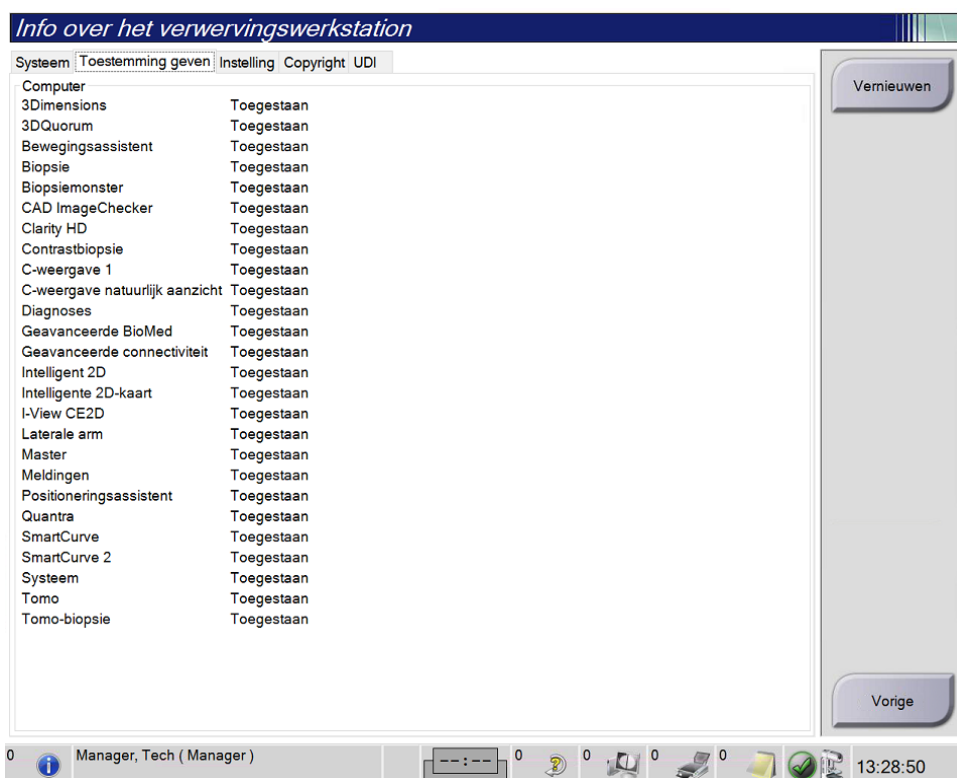 Info over het verwervingswerkstation
Systeem Toestemming geven Instelling Copyright UDI
Vernieuwen
Computer
3Dimensions Toegestaan
3DQuorum Toegestaan
Bewegingsassistent Toegestaan
Biopsie Toegestaan
Biopsiemonster Toegestaan
CAD ImageChecker Toegestaan
Clarity HD Toegestaan
Contrastbiopsie Toegestaan
C-weergave 1 Toegestaan
C-weergave natuurlijk aanzicht Toegestaan
Diagnoses Toegestaan
Geavanceerde BioMed Toegestaan
Geavanceerde connectiviteit Toegestaan
Intelligent 2D Toegestaan
Intelligente 2D-kaart Toegestaan
I-View CE2D Toegestaan
Laterale arm Toegestaan
Master Toegestaan
Meldingen Toegestaan
Positioneringsassistent Toegestaan
Quantra Toegestaan
SmartCurve Toegestaan
SmartCurve 2 Toegestaan
Systeem Toegestaan
Tomo Toegestaan
Tomo-biopsie Toegestaan
Vorige
0 Manager, Tech ( Manager ) --:-- 0 0 0 0 13:28:50